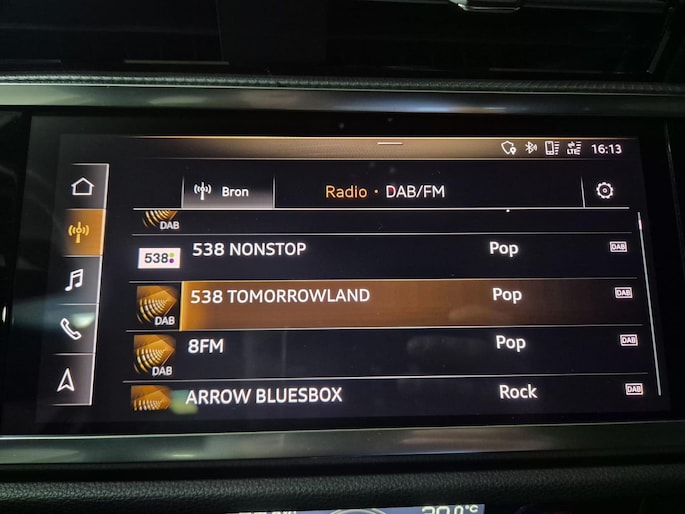 LTE 16:13
Bron Radio · DAB/FM
DAB
538 538 NONSTOP Pop DAB
DAB 538 TOMORROWLAND Pop DAB
DAB 8FM Pop DAB
ARROW BLUESBOX Rock DAB